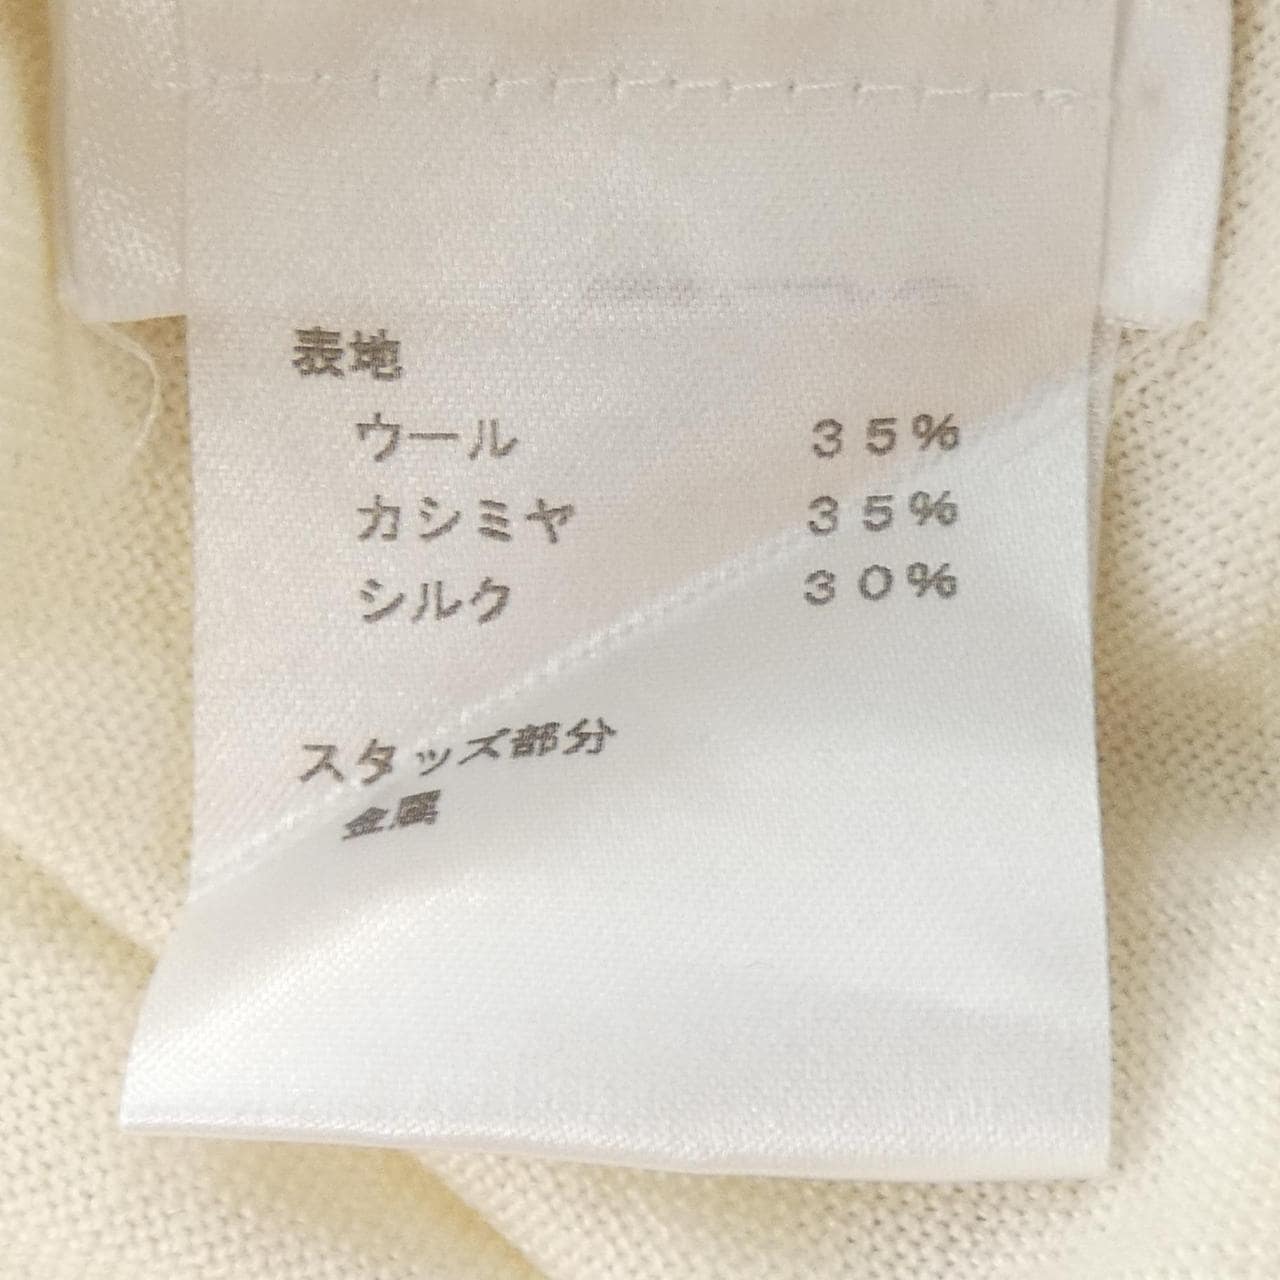 表地
ウール ３５％
カシミヤ ３５％
シルク ３０％
スタッズ部分
金属